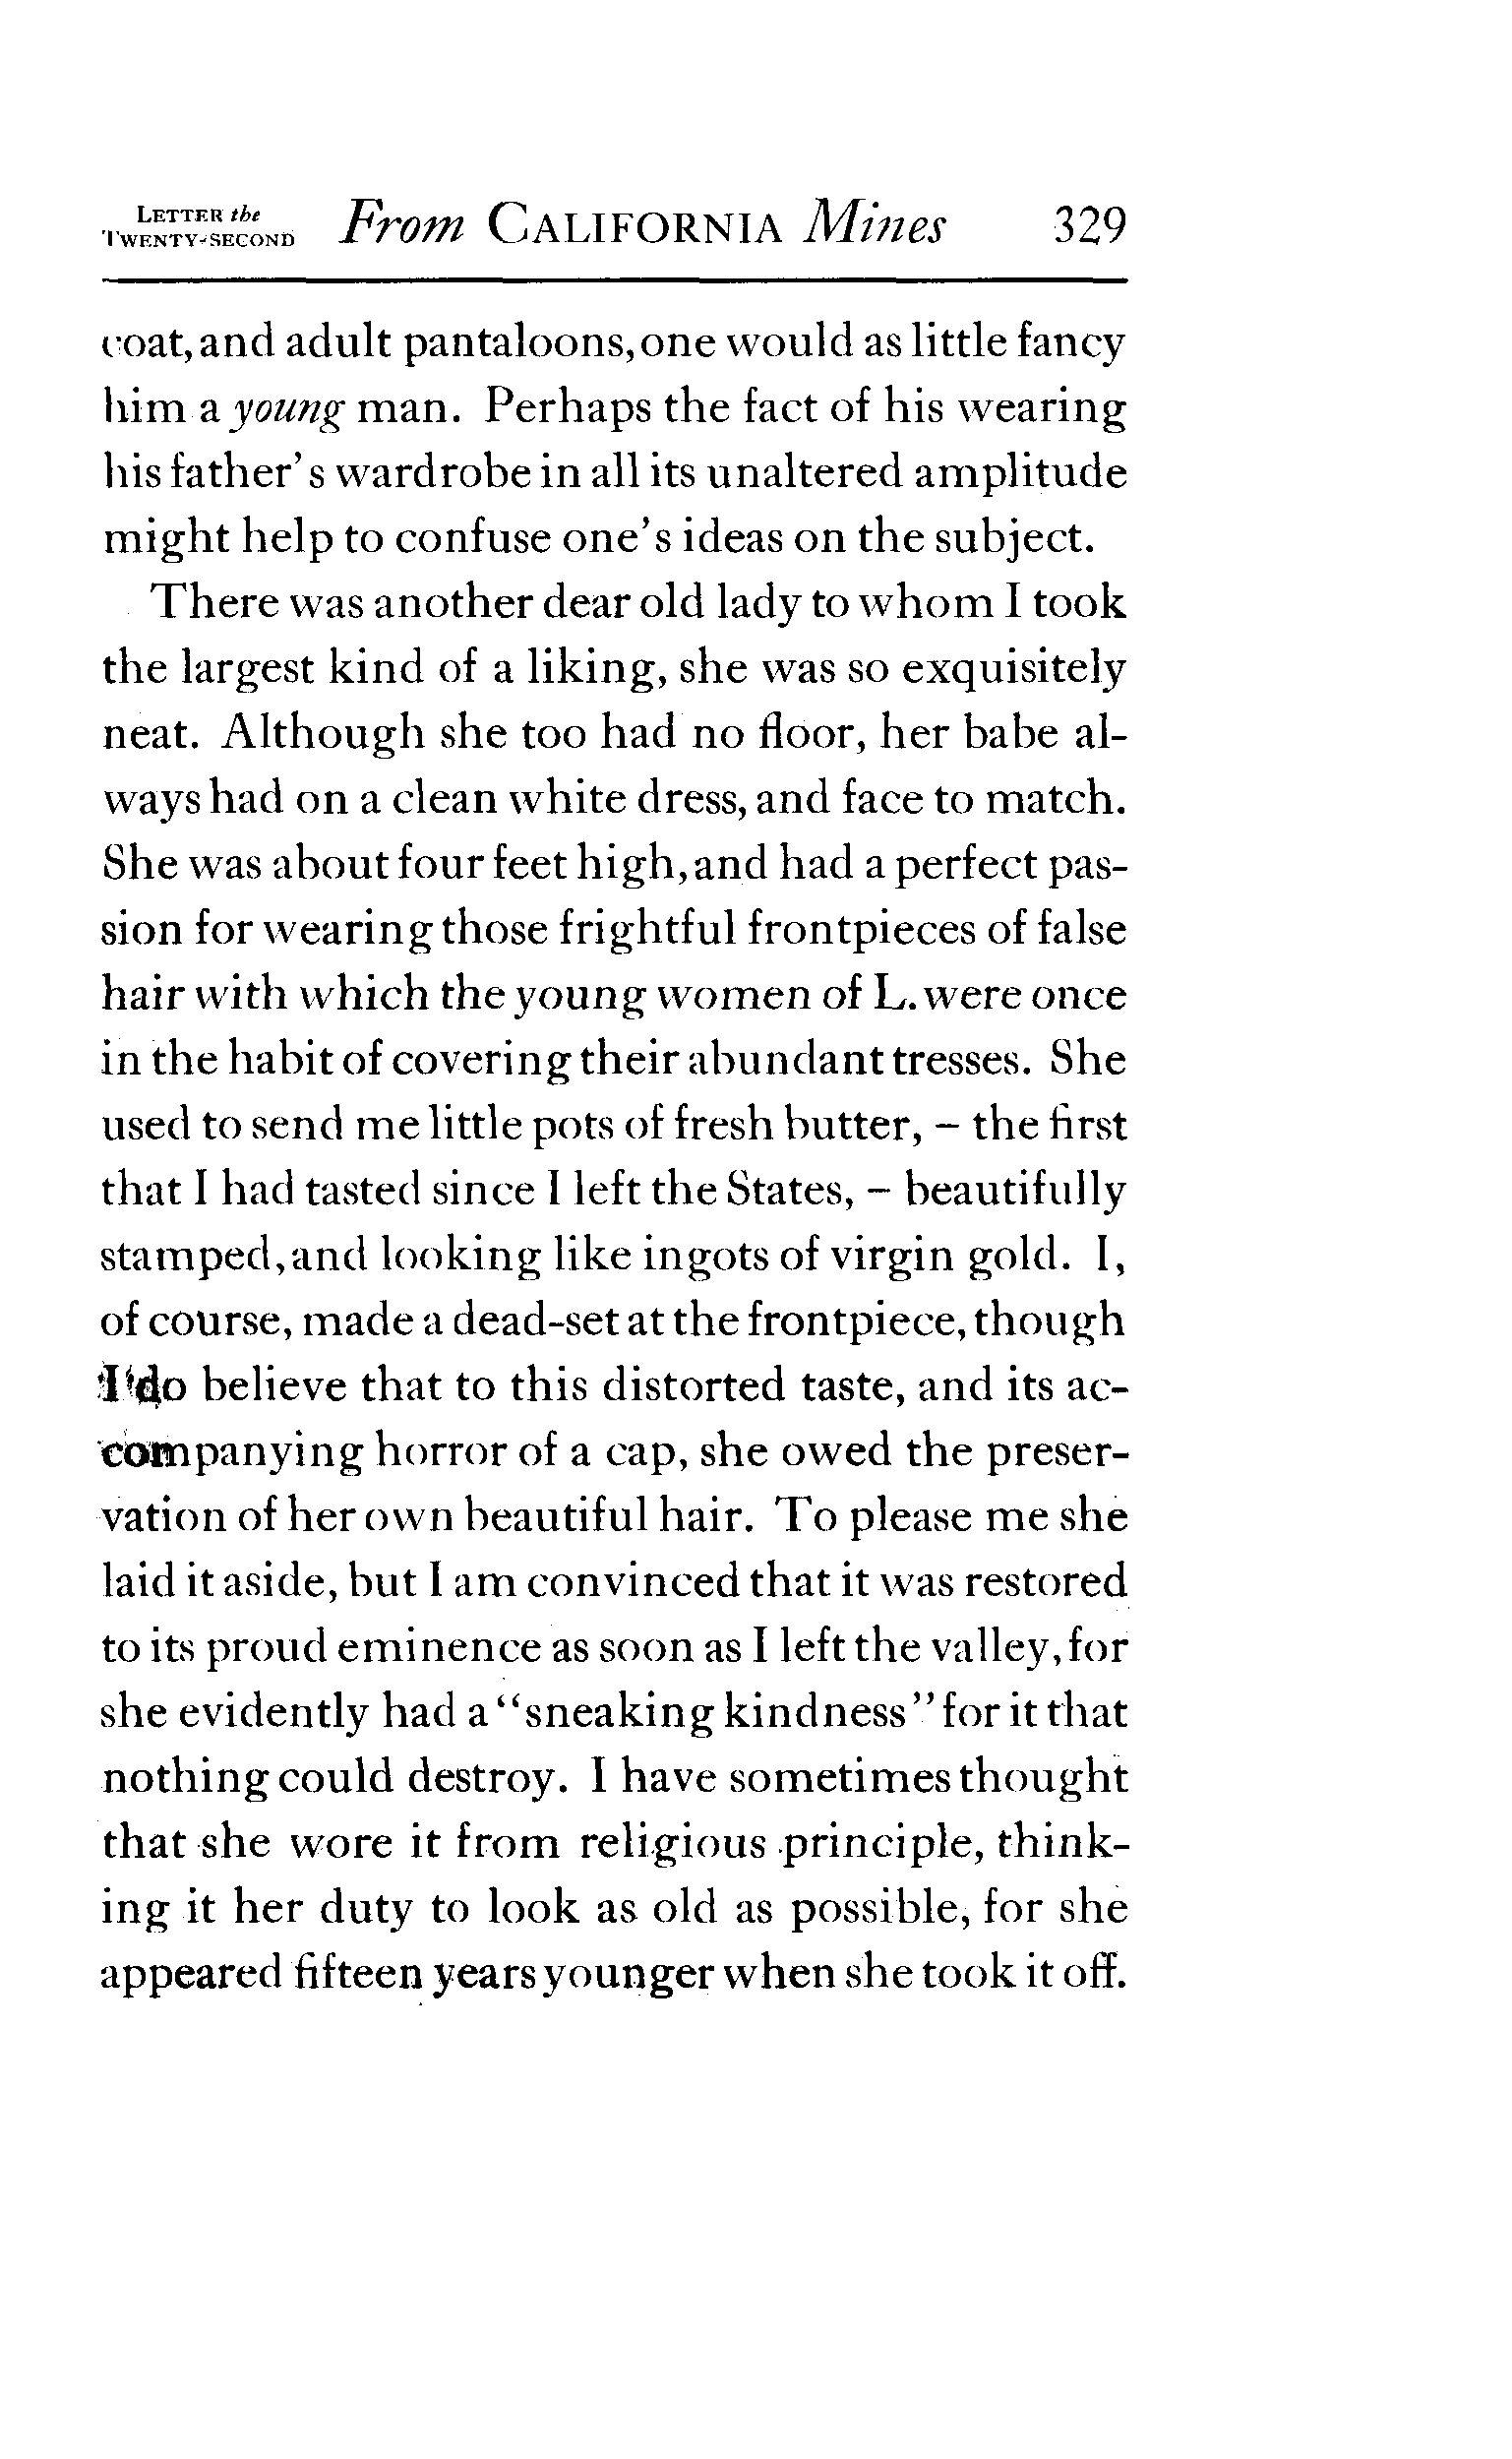 LETTER the
TWENTY-SECOND From CALIFORNIA Mines 329
coat, and adult pantaloons, one would as little fancy
him a young man. Perhaps the fact of his wearing
his father's wardrobe in all its unaltered amplitude
might help to confuse one's ideas on the subject.
There was another dear old lady to whom I took
the largest kind of a liking, she was so exquisitely
neat. Although she too had no floor, her babe al-
ways had on a clean white dress, and face to match.
She was about four feet high, and had a perfect pas-
sion for wearing those frightful frontpieces of false
hair with which the young women of L. were once
in the habit of covering their abundant tresses. She
used to send me little pots of fresh butter, – the first
that I had tasted since I left the States, – beautifully
stamped, and looking like ingots of virgin gold. I,
of course, made a dead-set at the frontpiece, though
I do believe that to this distorted taste, and its ac-
companying horror of a cap, she owed the preser-
vation of her own beautiful hair. To please me she
laid it aside, but I am convinced that it was restored
to its proud eminence as soon as I left the valley, for
she evidently had a "sneaking kindness" for it that
nothing could destroy. I have sometimes thought
that she wore it from religious principle, think-
ing it her duty to look as old as possible, for she
appeared fifteen years younger when she took it off.